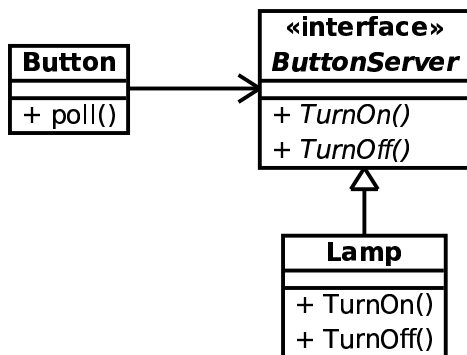 Button
+ poll()
«interface»
ButtonServer
+ TurnOn()
+ TurnOff()
Lamp
+ TurnOn()
+ TurnOff()